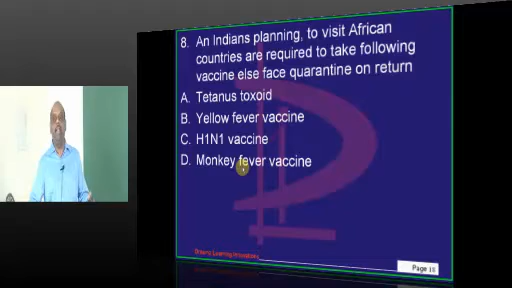 8. An Indians planning, to visit African
countries are required to take following
vaccine else face quarantine on return
A. Tetanus toxoid
B. Yellow fever vaccine
C. H1N1 vaccine
D. Monkey fever vaccine
Page 18